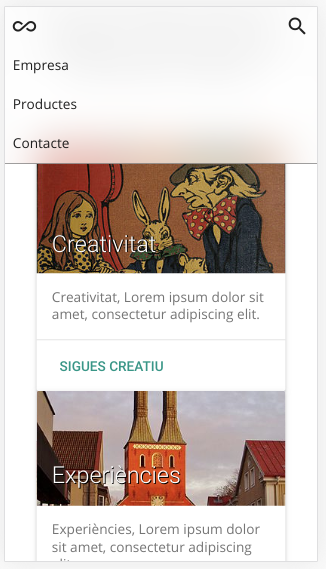 Empresa
Productes
Contacte
Creativitat
Creativitat, Lorem ipsum dolor sit
amet, consectetur adipiscing elit.
SIGUES CREATIU
Experiències
Experiències, Lorem ipsum dolor
sit amet, consectetur adipiscing